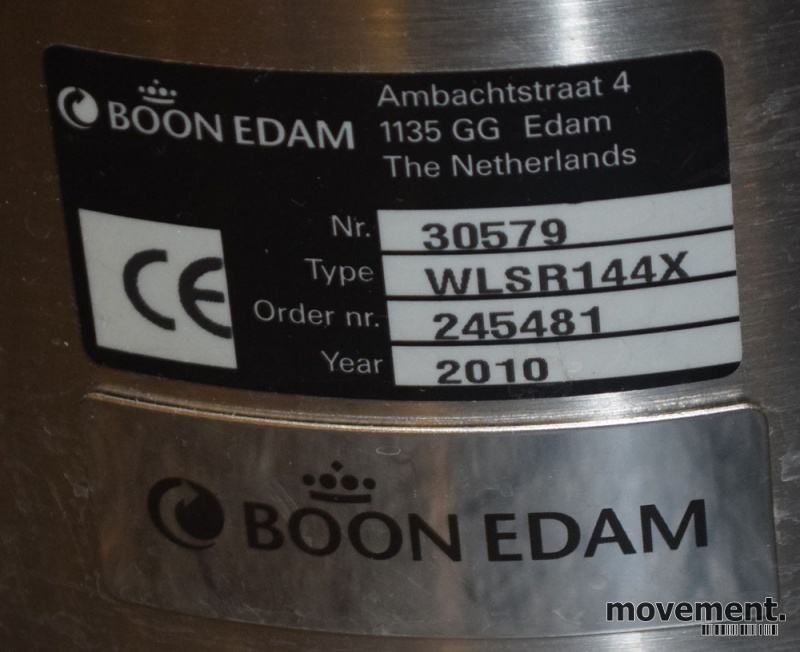 BOON EDAM
Ambachtstraat 4
1135 GG Edam
The Netherlands
CE
Nr. 30579
Type WLSR144X
Order nr. 245481
Year 2010
BOON EDAM
movement.